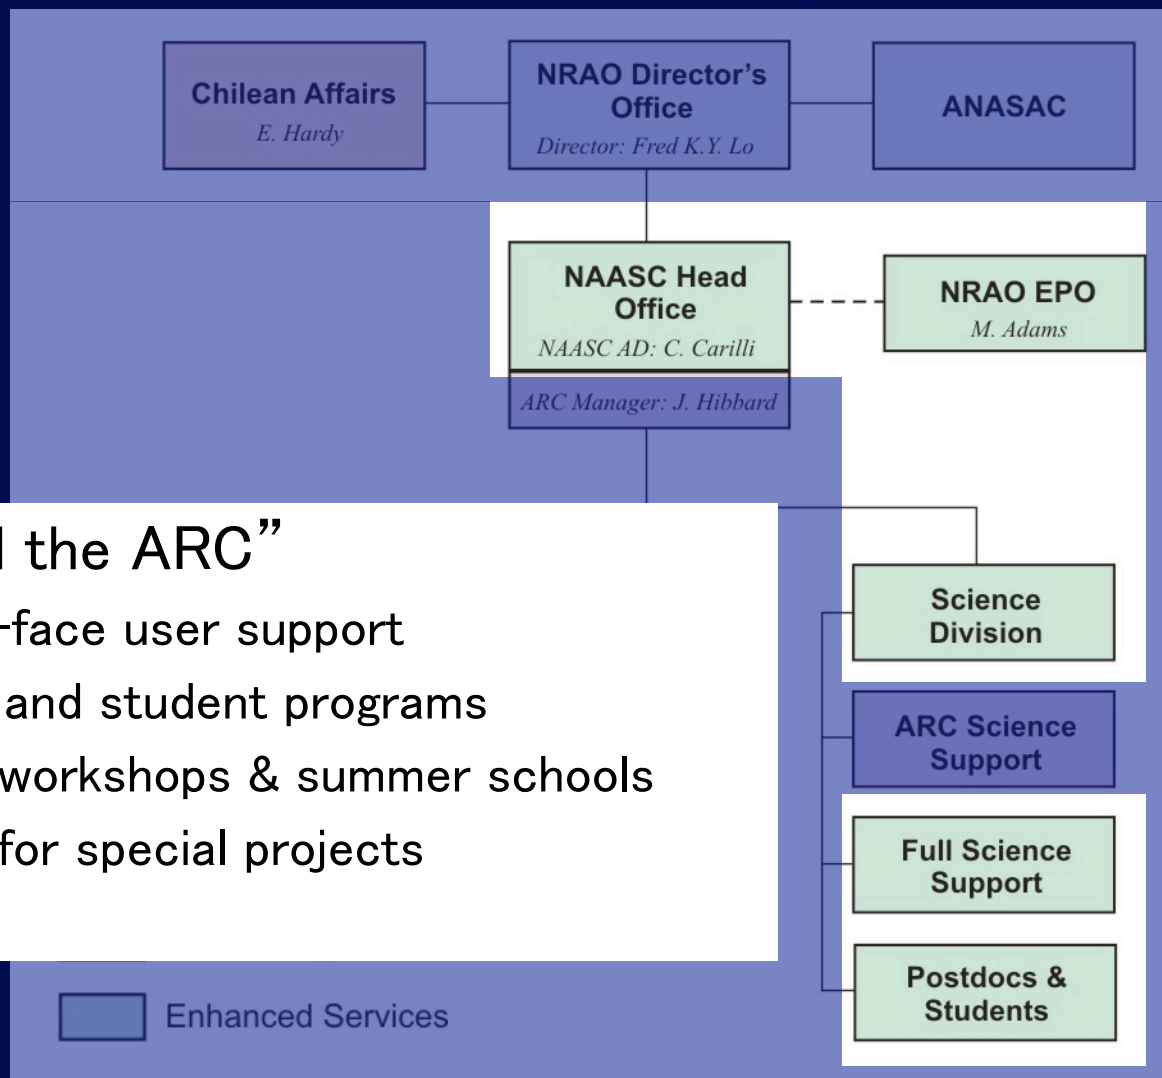 Chilean Affairs
E. Hardy
NRAO Director's
Office
Director: Fred K.Y. Lo
ANASAC
NAASC Head
Office
NAASC AD: C. Carilli
ARC Manager: J. Hibbard
NRAO EPO
M. Adams
the ARC”
-face user support
and student programs
workshops & summer schools
for special projects
Science
Division
ARC Science
Support
Full Science
Support
Postdocs &
Students
Enhanced Services